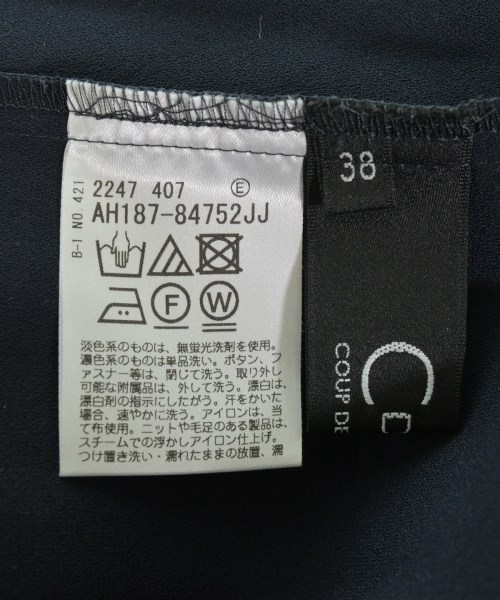 B-1 NO. 421
2247 407 E
AH187-84752JJ
F W
淡色系のものは、無蛍光洗剤を使用。
濃色系のものは単品洗い。ボタン、フ
ァスナー等は、閉じて洗う。取り外し
可能な附属品は、外して洗う。漂白は、
漂白剤の指示にしたがう。汗をかいた
場合、速やかに洗う。アイロンは、当
て布使用。ニットや毛足のある製品は、
スチームでの浮かしアイロン仕上げ。
つけ置き洗い・濡れたままの放置、濡
38
COUP DE